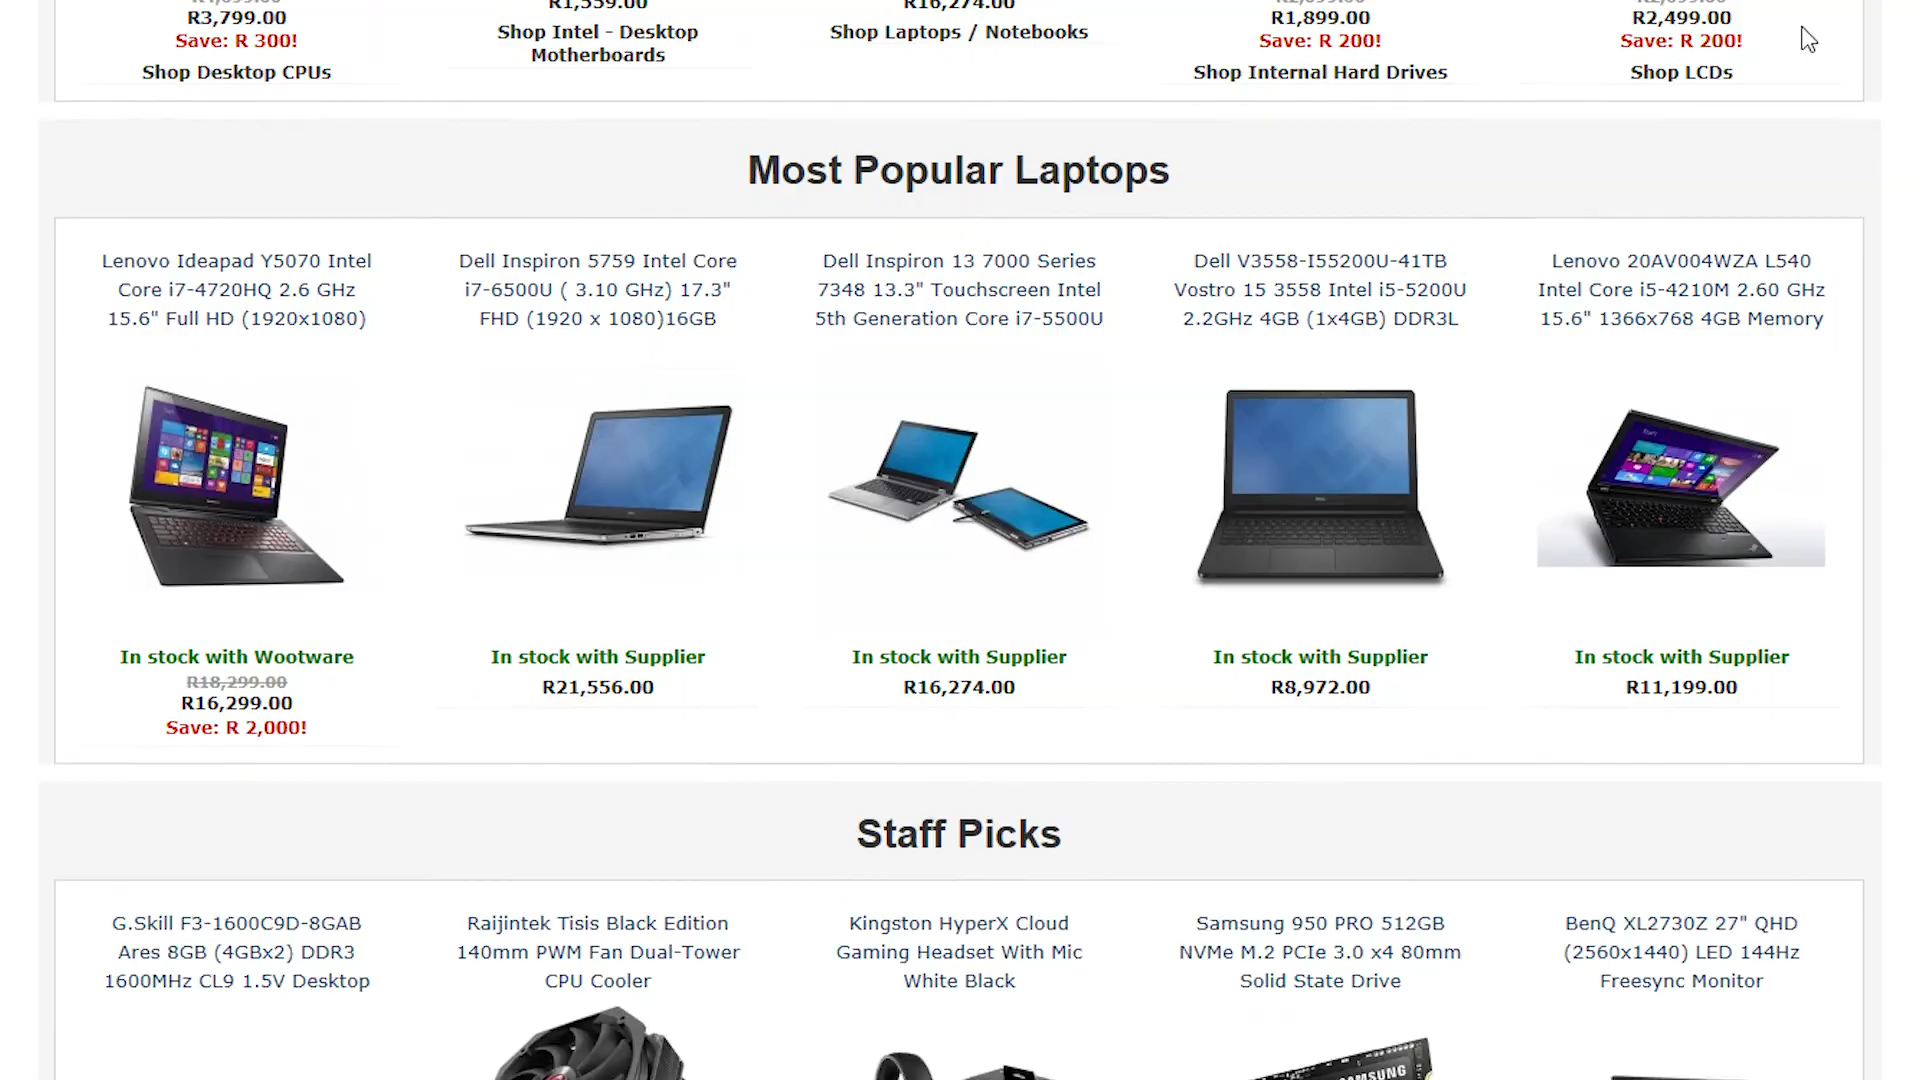 R3,799.00
Save: R 300!
Shop Desktop CPUs
R1,559.00
Shop Intel - Desktop
Motherboards
R16,274.00
Shop Laptops / Notebooks
R1,899.00
Save: R 200!
Shop Internal Hard Drives
R2,499.00
Save: R 200!
Shop LCDs
Most Popular Laptops
Lenovo Ideapad Y5070 Intel
Core i7-4720HQ 2.6 GHz
15.6" Full HD (1920x1080)
In stock with Wootware
R18,299.00
R16,299.00
Save: R 2,000!
Dell Inspiron 5759 Intel Core
i7-6500U ( 3.10 GHz) 17.3"
FHD (1920 x 1080)16GB
In stock with Supplier
R21,556.00
Dell Inspiron 13 7000 Series
7348 13.3" Touchscreen Intel
5th Generation Core i7-5500U
In stock with Supplier
R16,274.00
Dell V3558-I55200U-41TB
Vostro 15 3558 Intel i5-5200U
2.2GHz 4GB (1x4GB) DDR3L
In stock with Supplier
R8,972.00
Lenovo 20AV004WZA L540
Intel Core i5-4210M 2.60 GHz
15.6" 1366x768 4GB Memory
In stock with Supplier
R11,199.00
Staff Picks
G.Skill F3-1600C9D-8GAB
Ares 8GB (4GBx2) DDR3
1600MHz CL9 1.5V Desktop
Raijintek Tisis Black Edition
140mm PWM Fan Dual-Tower
CPU Cooler
Kingston HyperX Cloud
Gaming Headset With Mic
White Black
Samsung 950 PRO 512GB
NVMe M.2 PCIe 3.0 x4 80mm
Solid State Drive
BenQ XL2730Z 27" QHD
(2560x1440) LED 144Hz
Freesync Monitor